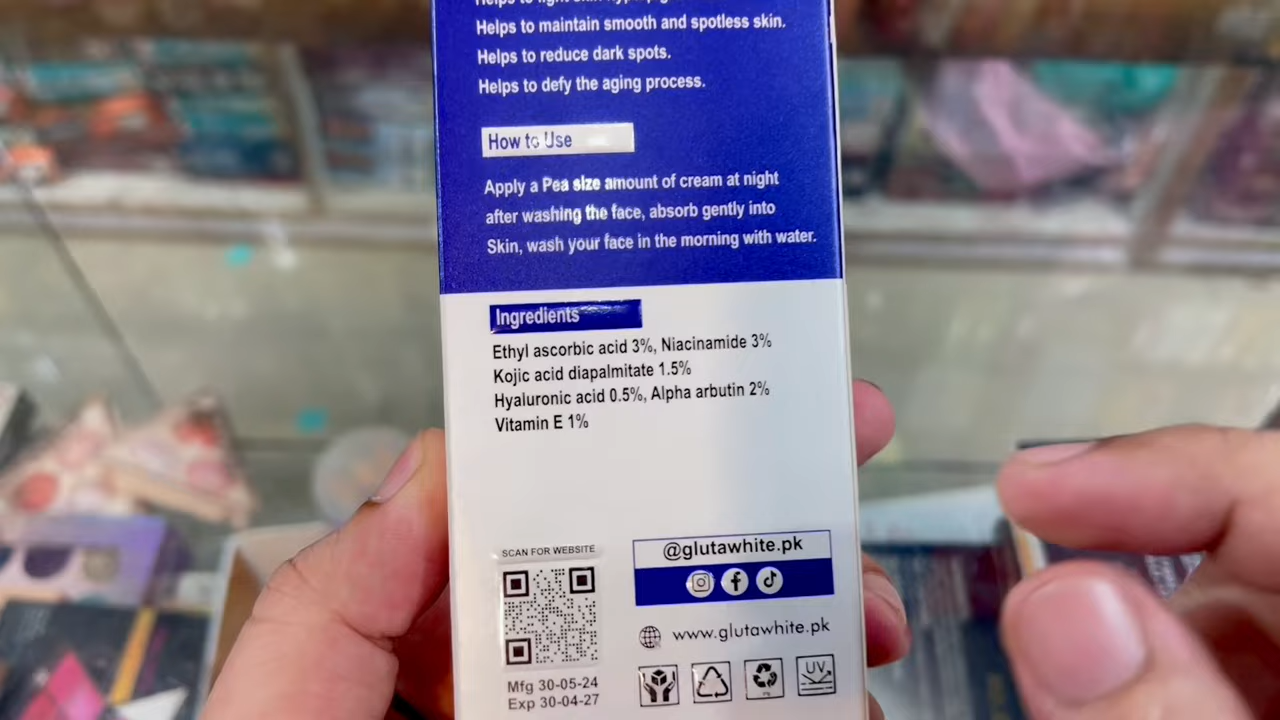 Helps to maintain smooth and spotless skin.
Helps to reduce dark spots.
Helps to defy the aging process.
How to Use
Apply a Pea size amount of cream at night
after washing the face, absorb gently into
Skin, wash your face in the morning with water.
Ingredients
Ethyl ascorbic acid 3%, Niacinamide 3%
Kojic acid diapalmitate 1.5%
Hyaluronic acid 0.5%, Alpha arbutin 2%
Vitamin E 1%
SCAN FOR WEBSITE
@glutawhite.pk
www.glutawhite.pk
UV
Mfg 30-05-24
Exp 30-04-27